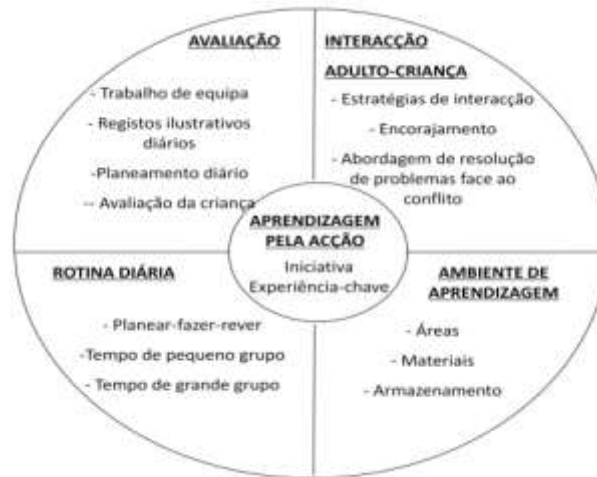 AVALIAÇÃO
- Trabalho de equipa
- Registos ilustrativos
diários
-Planeamento diário
-- Avaliação da criança
INTERACÇÃO
ADULTO-CRIANÇA
- Estratégias de interacção
- Encorajamento
- Abordagem de resolução
de problemas face ao
conflito
APRENDIZAGEM
PELA ACÇÃO
Iniciativa
Experiência-chave
ROTINA DIÁRIA
- Planear-fazer-rever
-Tempo de pequeno grupo
- Tempo de grande grupo
AMBIENTE DE
APRENDIZAGEM
- Áreas
- Materiais
- Armazenamento